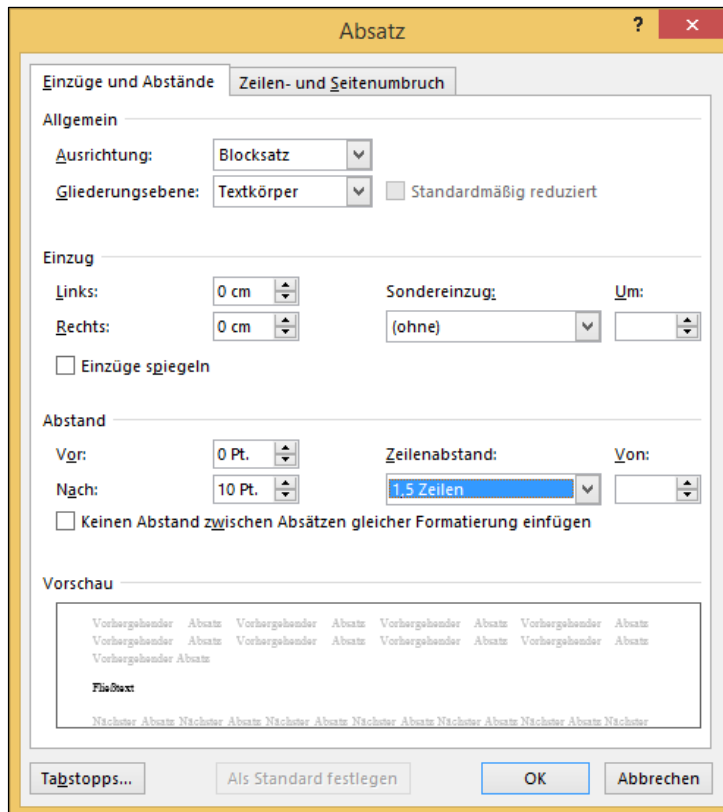 Absatz ? ×
Einzüge und Abstände Zeilen- und Seitenumbruch
Allgemein
Ausrichtung: Blocksatz
Gliederungsebene: Textkörper Standardmäßig reduziert
Einzug
Links: 0 cm Sondereinzug: Um:
Rechts: 0 cm (ohne)
Einzüge spiegeln
Abstand
Vor: 0 Pt. Zeilenabstand: Von:
Nach: 10 Pt. 1,5 Zeilen
Keinen Abstand zwischen Absätzen gleicher Formatierung einfügen
Vorschau
Vorhergehender Absatz Vorhergehender Absatz Vorhergehender Absatz Vorhergehender Absatz
Vorhergehender Absatz Vorhergehender Absatz Vorhergehender Absatz Vorhergehender Absatz
Vorhergehender Absatz
Fließtext
Nächster Absatz Nächster Absatz Nächster Absatz Nächster Absatz Nächster Absatz Nächster Absatz Nächster
Tabstopps... Als Standard festlegen OK Abbrechen